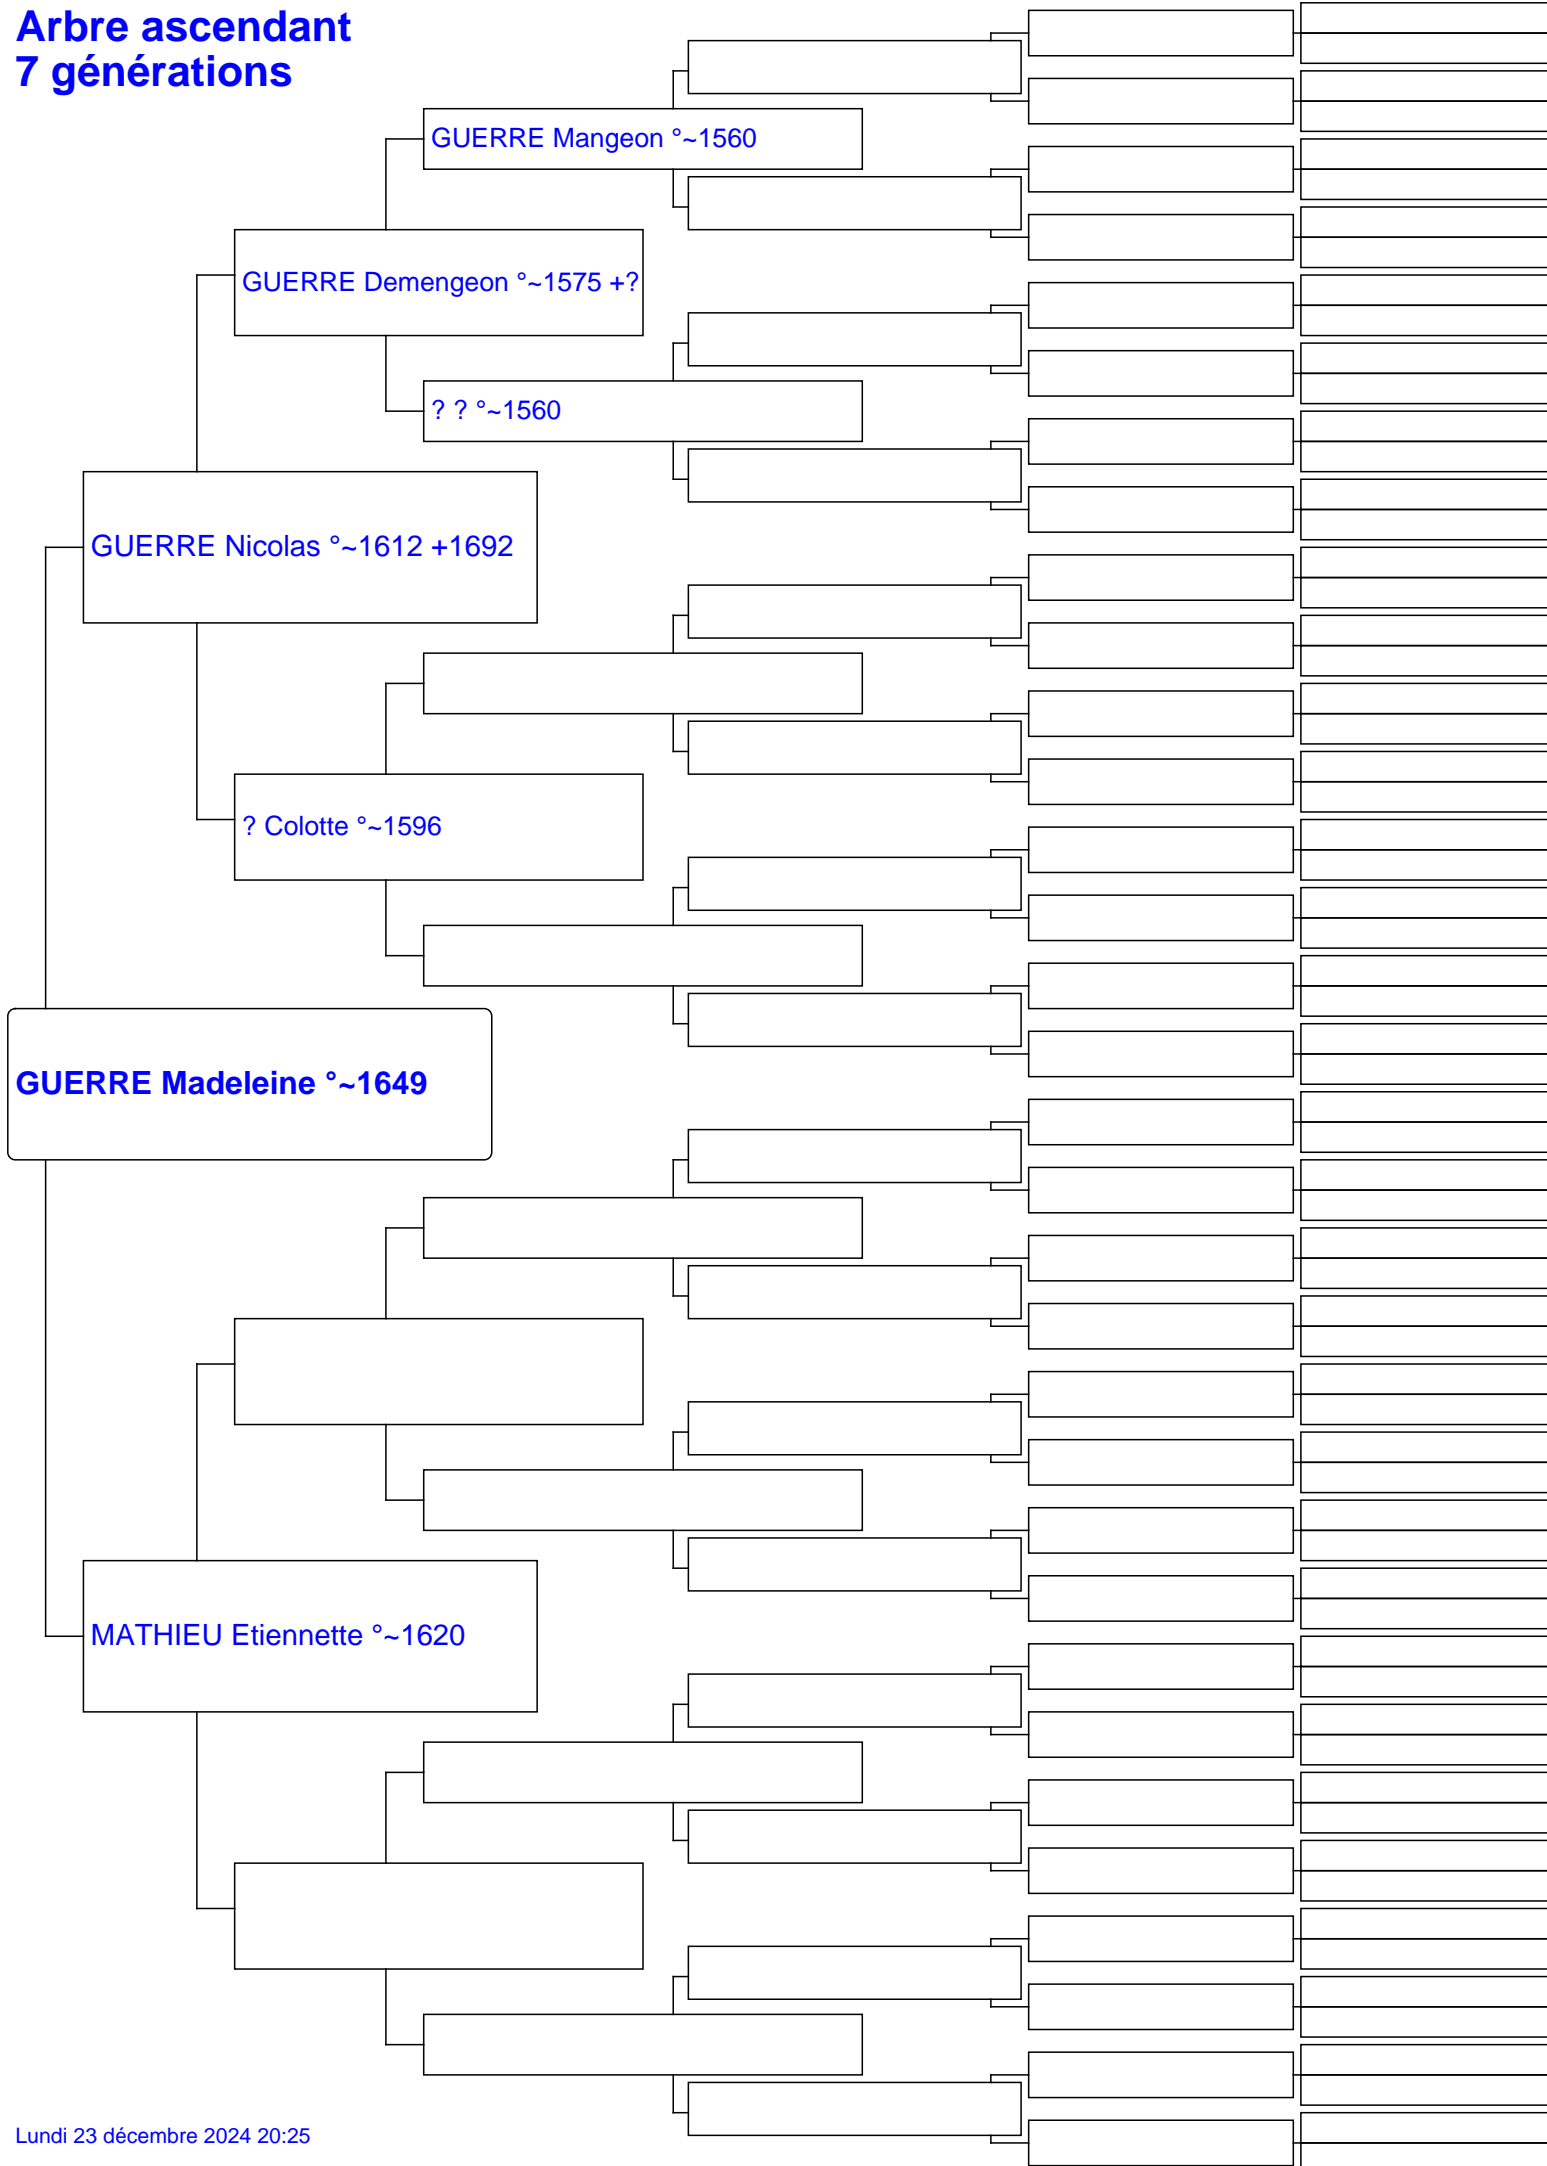 Arbre ascendant
7 générations
GUERRE Mangeon °~1560
GUERRE Demengeon °~1575 +?
? ? °~1560
GUERRE Nicolas °~1612 +1692
? Colotte °~1596
GUERRE Madeleine °~1649
MATHIEU Etiennette °~1620
Lundi 23 décembre 2024 20:25